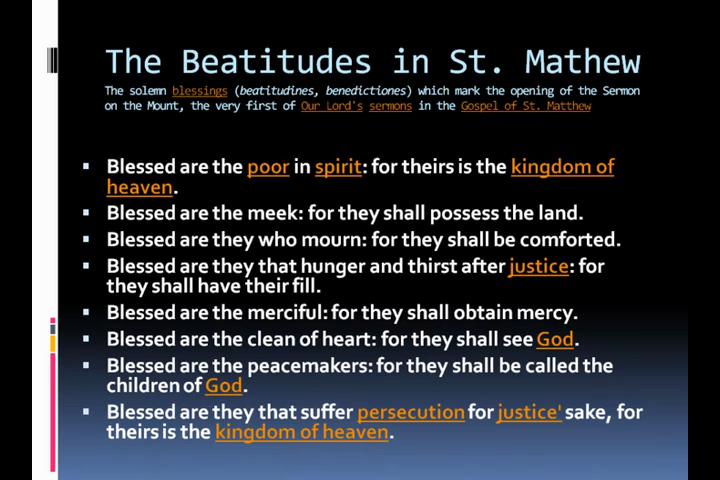 The Beatitudes in St. Mathew
The solemn blessings (beatitudines, benedictiones) which mark the opening of the Sermon
on the Mount, the very first of Our Lord's sermons in the Gospel of St. Matthew
▪ Blessed are the poor in spirit: for theirs is the kingdom of
heaven.
▪ Blessed are the meek: for they shall possess the land.
▪ Blessed are they who mourn: for they shall be comforted.
▪ Blessed are they that hunger and thirst after justice: for
they shall have their fill.
▪ Blessed are the merciful: for they shall obtain mercy.
▪ Blessed are the clean of heart: for they shall see God.
▪ Blessed are the peacemakers: for they shall be called the
children of God.
▪ Blessed are they that suffer persecution for justice' sake, for
theirs is the kingdom of heaven.